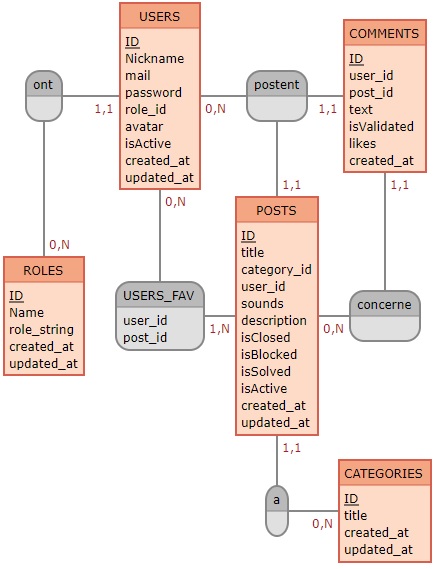 USERS
ID
Nickname
mail
password
role_id
avatar
isActive
created_at
updated_at
COMMENTS
ID
user_id
post_id
text
isValidated
likes
created_at
ont
postent
1,1
0,N
1,1
0,N
1,1
1,1
0,N
POSTS
ID
title
category_id
user_id
sounds
description
isClosed
isBlocked
isSolved
isActive
created_at
updated_at
ROLES
ID
Name
role_string
created_at
updated_at
USERS_FAV
user_id
post_id
1,N
0,N
concerne
1,1
a
0,N
CATEGORIES
ID
title
created_at
updated_at